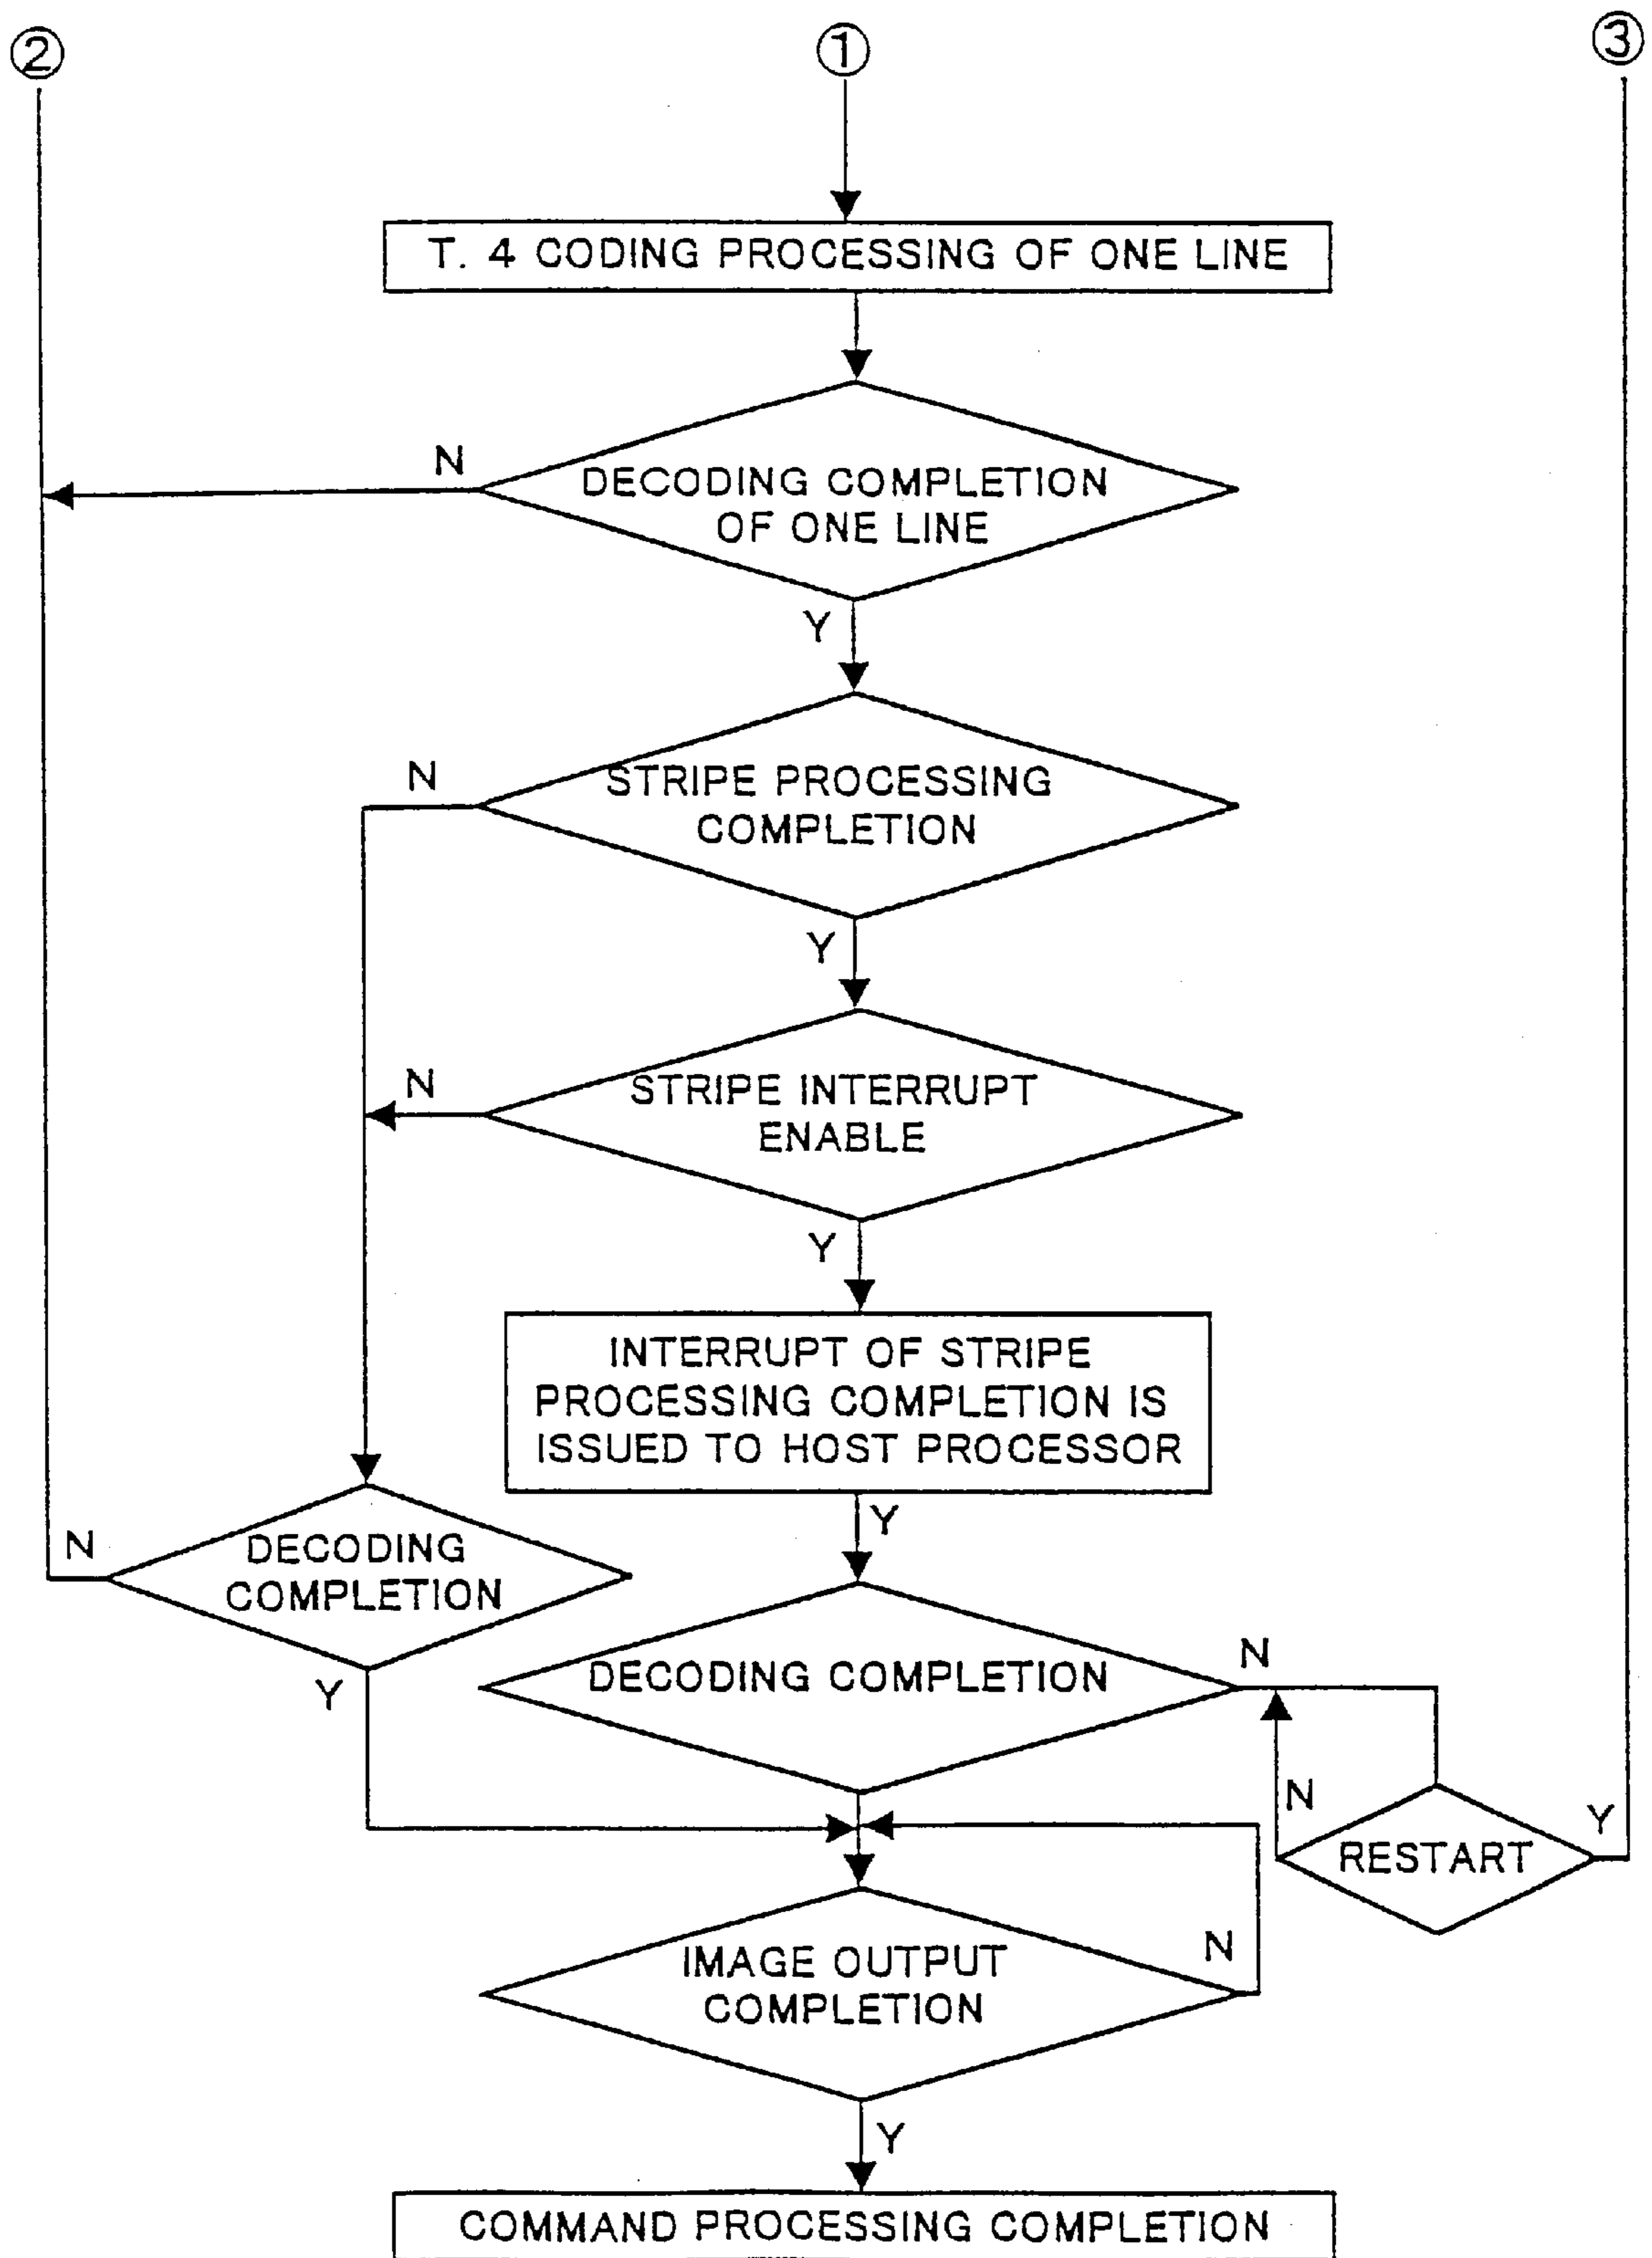 ② ① ③
T. 4 CODING PROCESSING OF ONE LINE
N
DECODING COMPLETION
OF ONE LINE
Y
N
STRIPE PROCESSING
COMPLETION
Y
N
STRIPE INTERRUPT
ENABLE
Y
INTERRUPT OF STRIPE
PROCESSING COMPLETION IS
ISSUED TO HOST PROCESSOR
Y
N
DECODING
COMPLETION
Y
DECODING COMPLETION
N
N
RESTART
Y
IMAGE OUTPUT
COMPLETION
N
Y
COMMAND PROCESSING COMPLETION